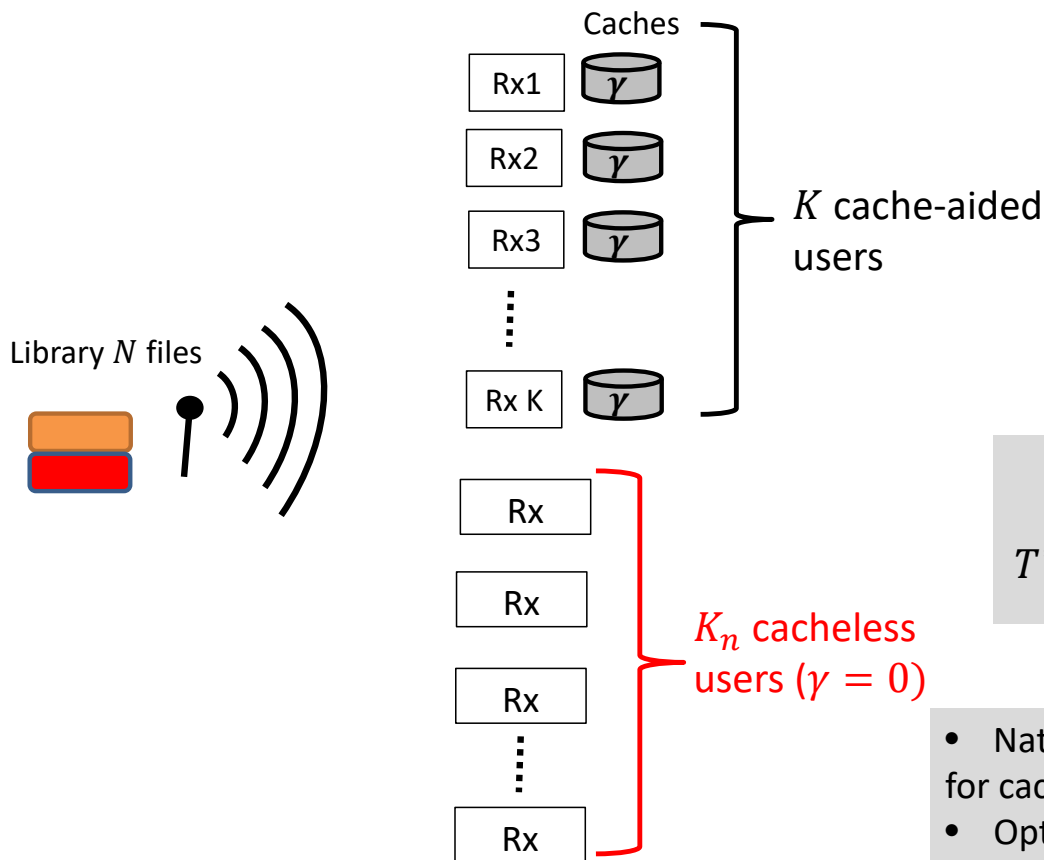 Caches
Rx1
γ
Rx2
γ
Rx3
γ
K cache-aided
users
Library N files
Rx K
γ
Rx
T
Rx
K_n cacheless
users (γ = 0)
Rx
• Nat
for cac
• Opt
Rx